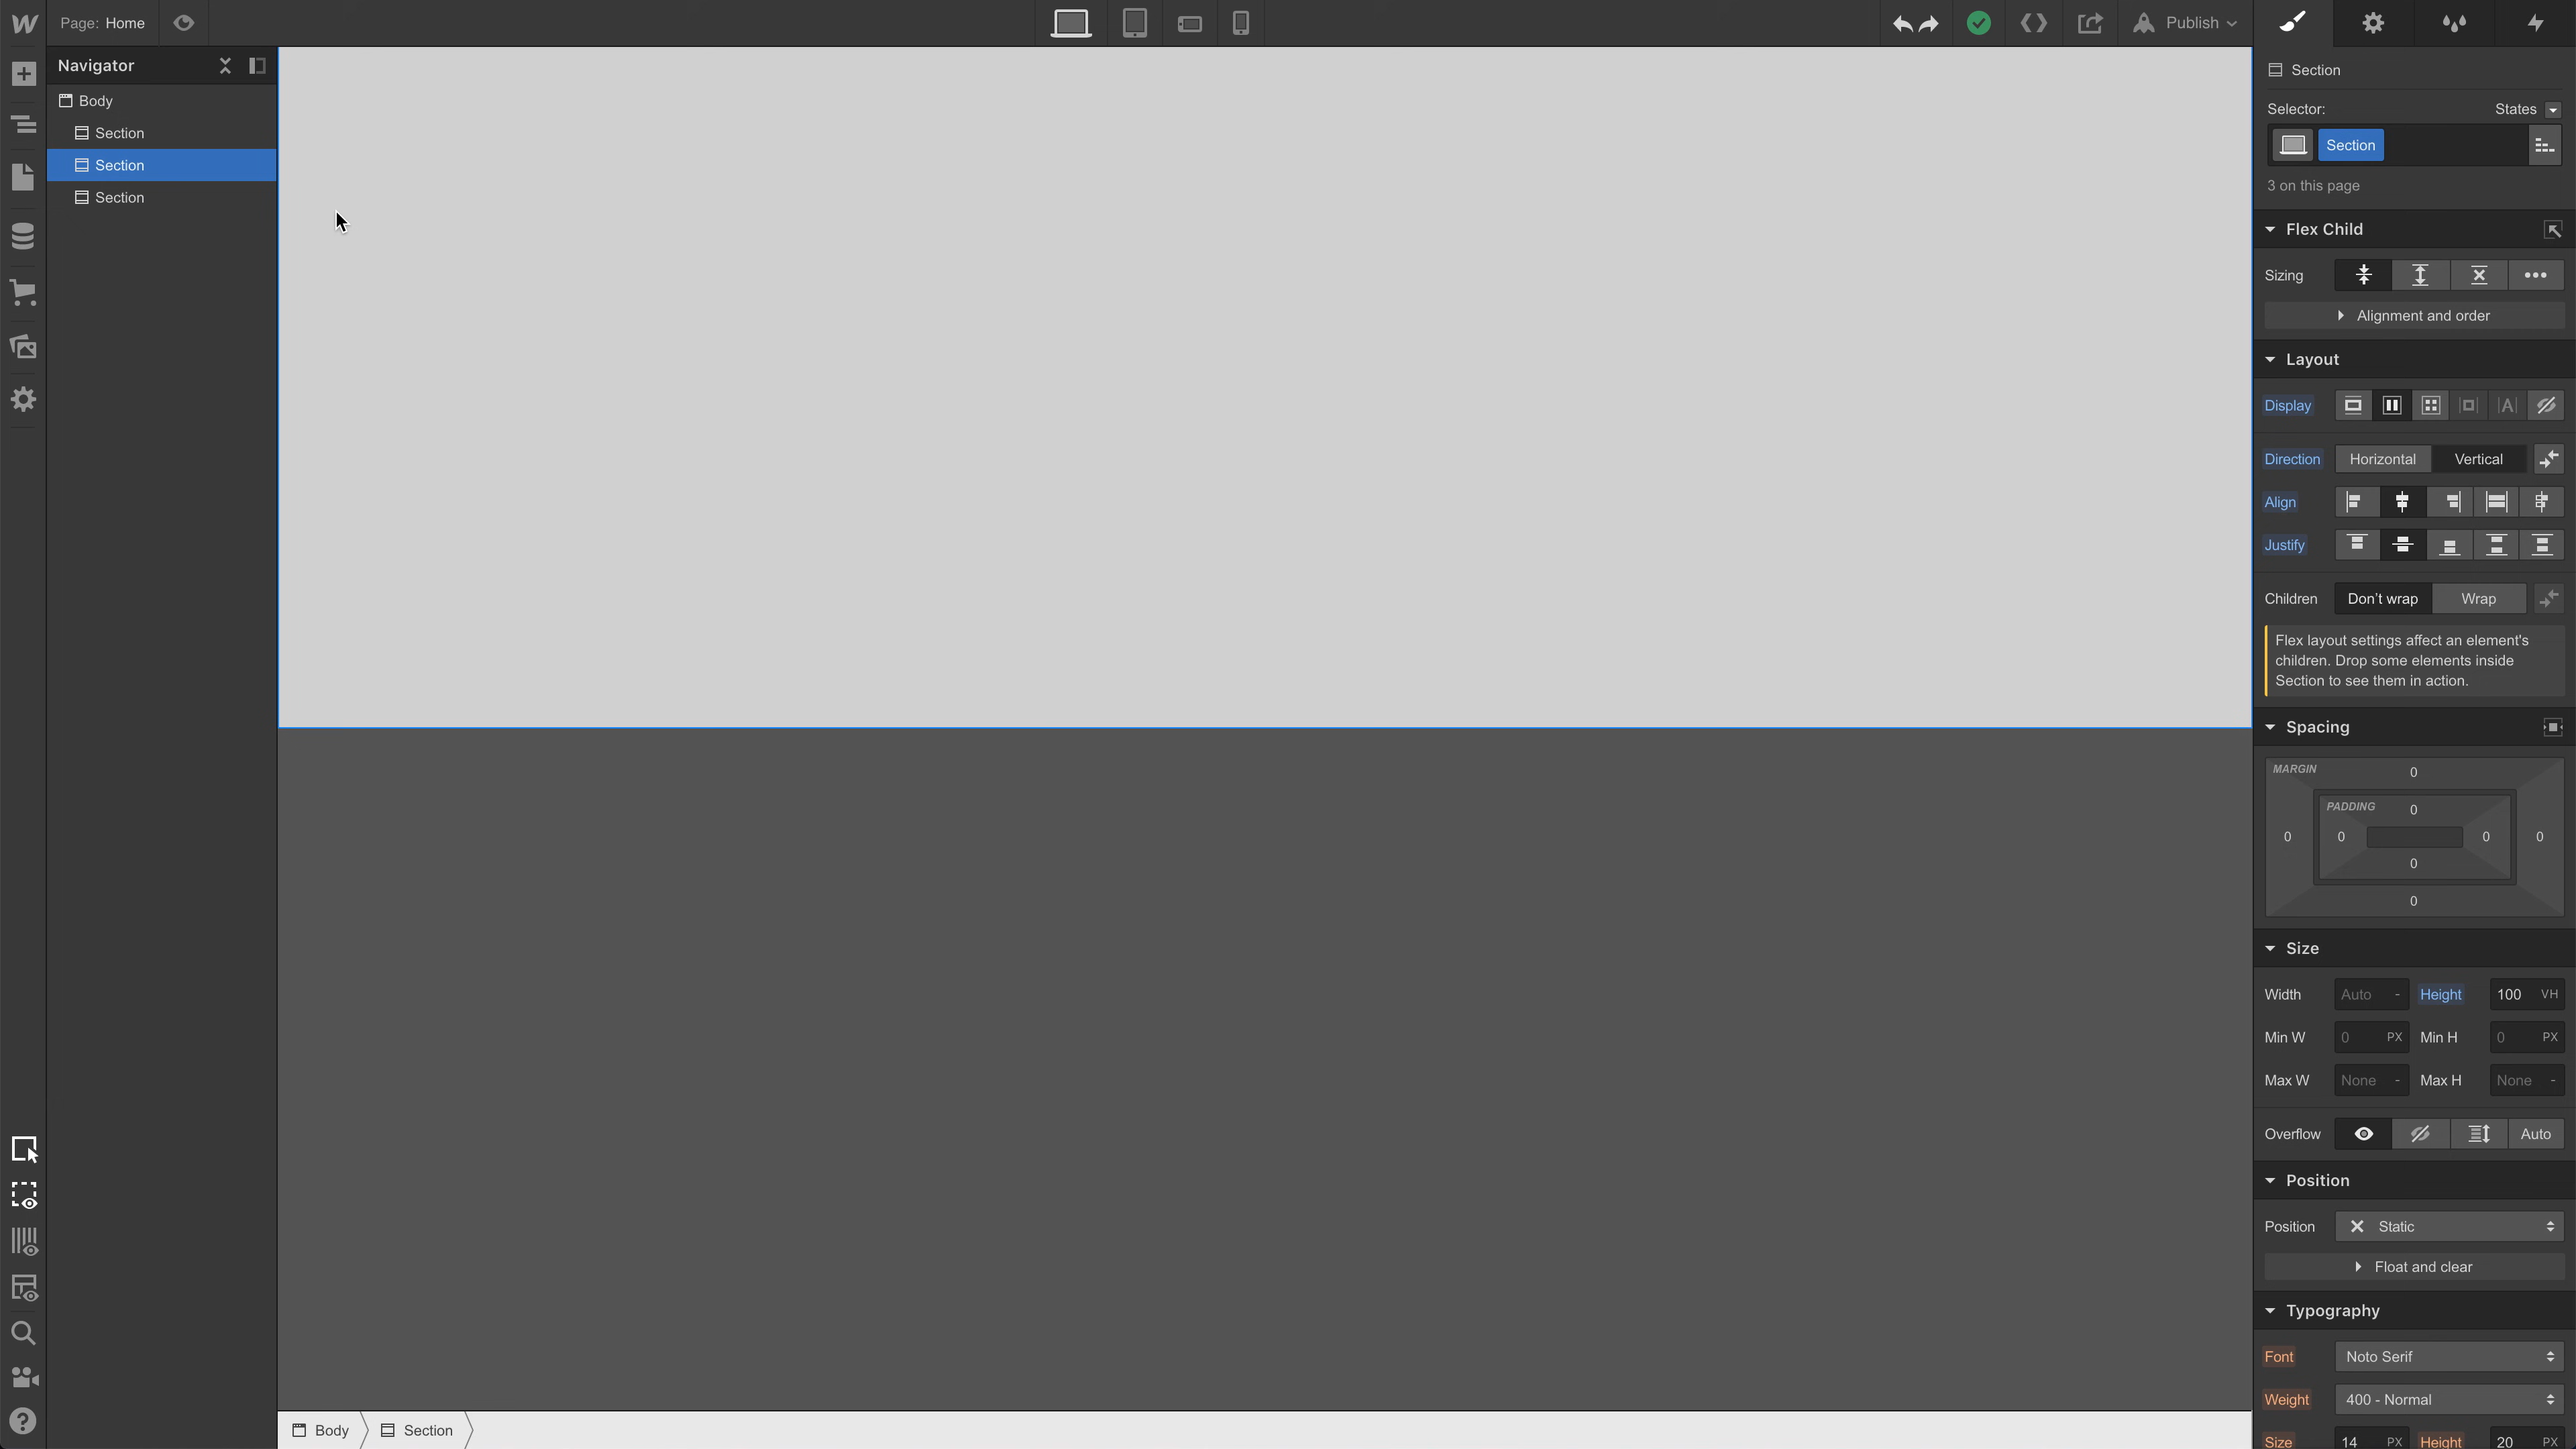 Page: Home
Publish
Navigator
Body
Section
Section
Section
Section
Selector: States
Section
3 on this page
Flex Child
Sizing
Alignment and order
Layout
Display
Direction Horizontal Vertical
Align
Justify
Children Don't wrap Wrap
Flex layout settings affect an element's
children. Drop some elements inside
Section to see them in action.
Spacing
MARGIN 0
PADDING 0
0 0 0 0
0
0
Size
Width Auto - Height 100 VH
Min W 0 PX Min H 0 PX
Max W None - Max H None -
Overflow Auto
Position
Position Static
Float and clear
Typography
Font Noto Serif
Weight 400 - Normal
Size 14 PX Height 20 PX
Body Section